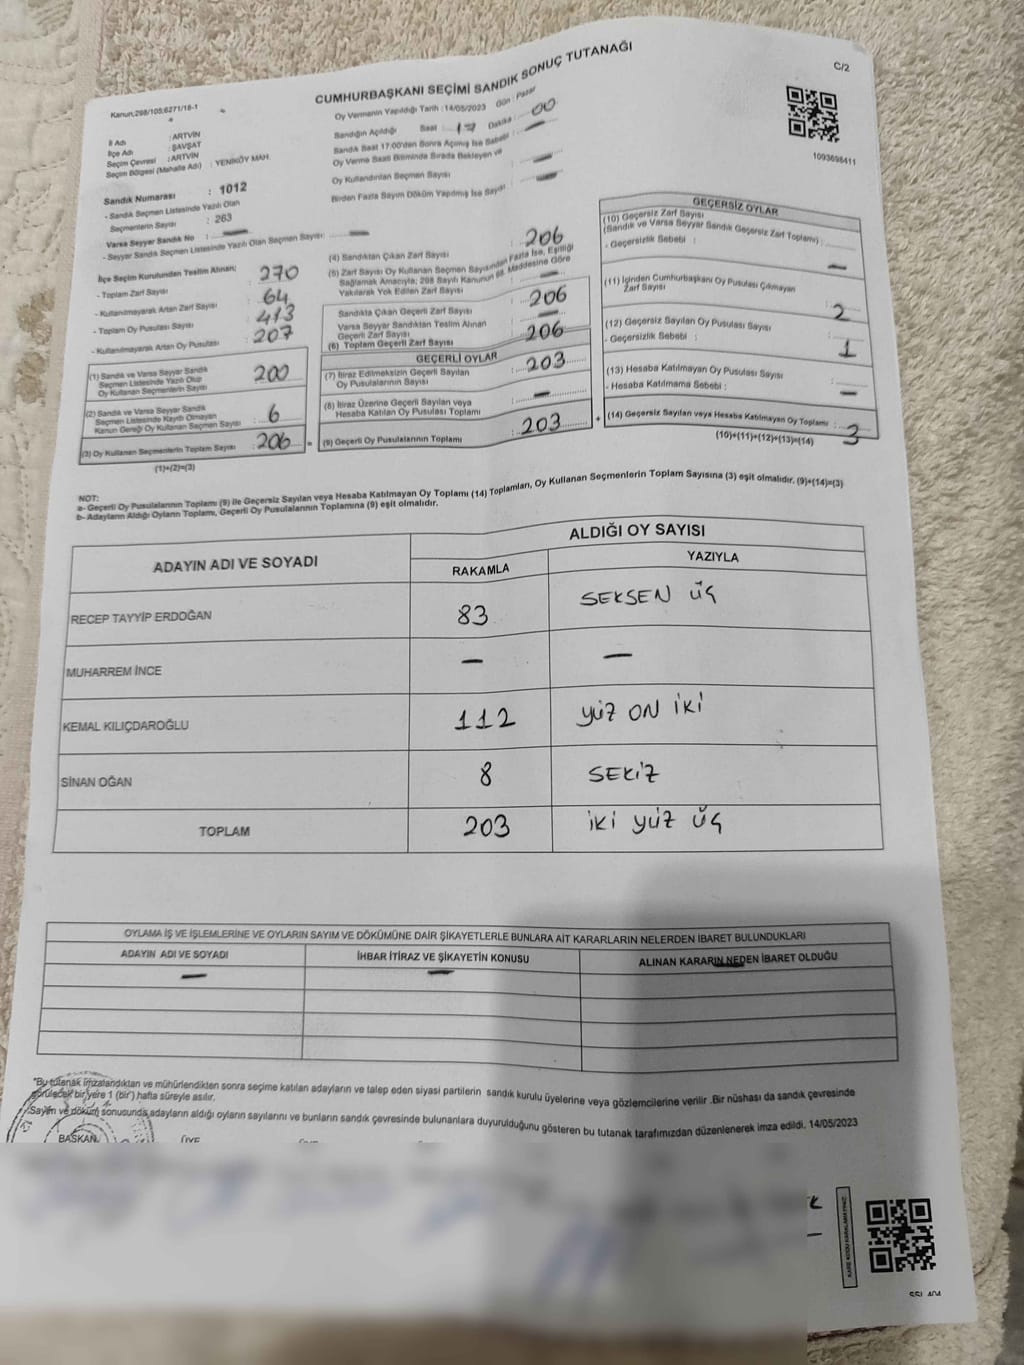 C/2
Kanun:298/105;6271/18-1
CUMHURBAŞKANI SEÇİMİ SANDIK SONUÇ TUTANAĞI
Oy Vermenin Yapıldığı Tarih : 14/05/2023 Gün : Pazar
Sandığın Açıldığı Saat : 17 Dakika : 00
Sandık Saat 17:00'den Sonra Açılmış İse Sebebi : —
Oy Verme Saati Bitiminde Sırada Bekleyen ve
Oy Kullandırılan Seçmen Sayısı —
Birden Fazla Sayım Döküm Yapılmış İse Sayısı —
1093698411
İl Adı : ARTVİN
İlçe Adı : ŞAVŞAT
Seçim Çevresi : ARTVİN
Seçim Bölgesi (Mahalle Adı) : YENİKÖY MAH.
Sandık Numarası : 1012
- Sandık Seçmen Listesinde Yazılı Olan
Seçmenlerin Sayısı : 263
Varsa Seyyar Sandık No : —
- Seyyar Sandık Seçmen Listesinde Yazılı Olan Seçmen Sayısı: —
İlçe Seçim Kurulundan Teslim Alınan;
- Toplam Zarf Sayısı 270
- Kullanılmayarak Artan Zarf Sayısı 64
- Toplam Oy Pusulası Sayısı 413
- Kullanılmayarak Artan Oy Pusulası 207
(1) Sandık ve Varsa Seyyar Sandık
Seçmen Listesinde Yazılı Olup
Oy Kullanan Seçmenlerin Sayısı 200
(2) Sandık ve Varsa Seyyar Sandık
Seçmen Listesinde Kayıtlı Olmayan
Kanun Gereği Oy Kullanan Seçmen Sayısı : 6
(3) Oy Kullanan Seçmenlerin Toplam Sayısı : 206 =
(1)+(2)=(3)
(4) Sandıktan Çıkan Zarf Sayısı : 206
(5) Zarf Sayısı Oy Kullanan Seçmen Sayısından Fazla İse, Eşitliği
Sağlamak Amacıyla; 298 Sayılı Kanunun 98. Maddesine Göre
Yakılarak Yok Edilen Zarf Sayısı —
Sandıkta Çıkan Geçerli Zarf Sayısı : 206
Varsa Seyyar Sandıktan Teslim Alınan
Geçerli Zarf Sayısı : —
(6) Toplam Geçerli Zarf Sayısı 206
GEÇERLİ OYLAR
(7) İtiraz Edilmeksizin Geçerli Sayılan
Oy Pusulalarının Sayısı : 203
(8) İtiraz Üzerine Geçerli Sayılan veya
Hesaba Katılan Oy Pusulası Toplamı : —
(9) Geçerli Oy Pusulalarının Toplamı : 203 +
GEÇERSİZ OYLAR
(10) Geçersiz Zarf Sayısı
(Sandık ve Varsa Seyyar Sandık Geçersiz Zarf Toplamı) :
- Geçersizlik Sebebi : —
(11) İçinden Cumhurbaşkanı Oy Pusulası Çıkmayan
Zarf Sayısı 2
(12) Geçersiz Sayılan Oy Pusulası Sayısı
- Geçersizlik Sebebi : 1
(13) Hesaba Katılmayan Oy Pusulası Sayısı
- Hesaba Katılmama Sebebi : —
(14) Geçersiz Sayılan veya Hesaba Katılmayan Oy Toplamı : 3
(10)+(11)+(12)+(13)=(14)
NOT:
a- Geçerli Oy Pusulalarının Toplamı (9) ile Geçersiz Sayılan veya Hesaba Katılmayan Oy Toplamı (14) Toplamları, Oy Kullanan Seçmenlerin Toplam Sayısına (3) eşit olmalıdır. (9)+(14)=(3)
b- Adayların Aldığı Oyların Toplamı, Geçerli Oy Pusulalarının Toplamına (9) eşit olmalıdır.
ADAYIN ADI VE SOYADI ALDIĞI OY SAYISI
RAKAMLA YAZIYLA
RECEP TAYYİP ERDOĞAN 83 SEKSEN ÜÇ
MUHARREM İNCE — —
KEMAL KILIÇDAROĞLU 112 YÜZ ON İKİ
SİNAN OĞAN 8 SEKİZ
TOPLAM 203 İKİ YÜZ ÜÇ
OYLAMA İŞ VE İŞLEMLERİNE VE OYLARIN SAYIM VE DÖKÜMÜNE DAİR ŞİKAYETLERLE BUNLARA AİT KARARLARIN NELERDEN İBARET BULUNDUKLARI
ADAYIN ADI VE SOYADI İHBAR İTİRAZ VE ŞİKAYETİN KONUSU ALINAN KARARIN NEDEN İBARET OLDUĞU
— — —
*Bu tutanak imzalandıktan ve mühürlendikten sonra seçime katılan adayların ve talep eden siyasi partilerin sandık kurulu üyelerine veya gözlemcilerine verilir .Bir nüshası da sandık çevresinde
görülecek bir yere 1 (bir) hafta süreyle asılır.
Sayım ve döküm sonucunda adayların aldığı oyların sayılarını ve bunların sandık çevresinde bulunanlara duyurulduğunu gösteren bu tutanak tarafımızdan düzenlenerek imza edildi. 14/05/2023
BAŞKAN ÜYE